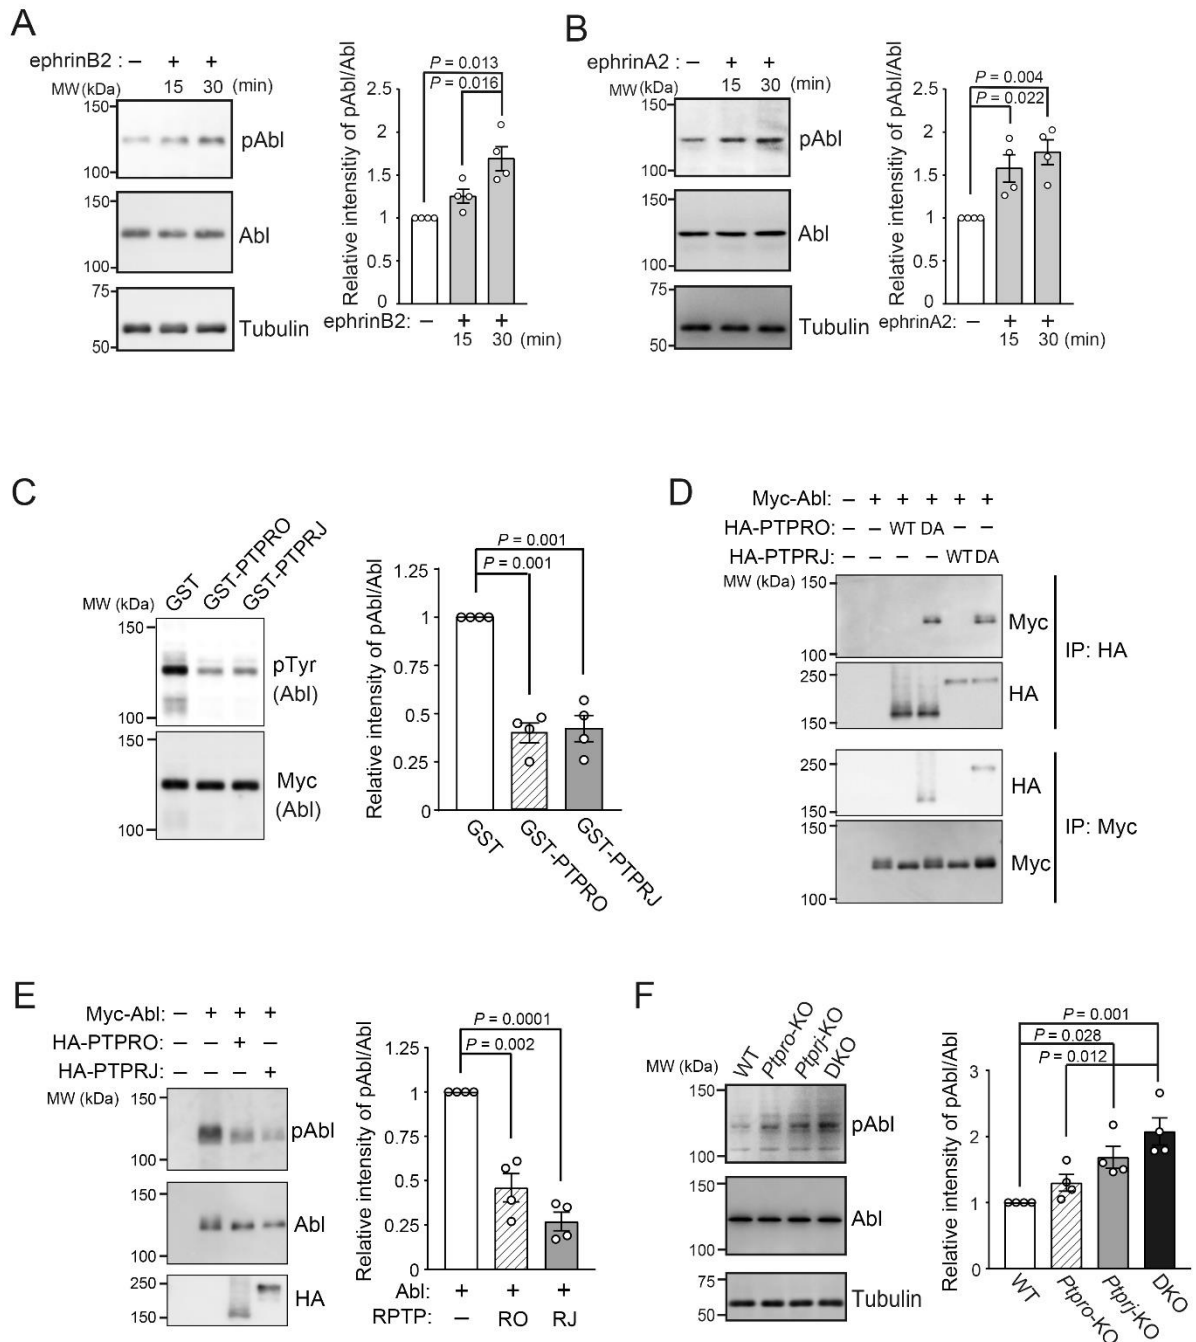 A
ephrinB2 : – + +
MW (kDa) 15 30 (min)
150
100
pAbl
150
100
Abl
75
50
Tubulin
Relative intensitiy of pAbl/Abl
P = 0.013
P = 0.016
2.5
2
1.5
1
0.5
0
ephrinB2: – + +
15 30 (min)
B
ephrinA2 : – + +
MW (kDa) 15 30 (min)
150
100
pAbl
150
100
Abl
75
50
Tubulin
Relative intensity of pAbl/Abl
P = 0.004
P = 0.022
2.5
2
1.5
1
0.5
0
ephrinA2: – + +
15 30 (min)
C
GST
GST-PTPRO
GST-PTPRJ
MW (kDa)
150
100
pTyr
(Abl)
150
100
Myc
(Abl)
Relative intensity of pAbl/Abl
P = 0.001
P = 0.001
1.25
1
0.75
0.5
0.25
0
GST
GST-PTPRO
GST-PTPRJ
D
Myc-Abl: – + + + + +
HA-PTPRO: – – WT DA – –
HA-PTPRJ: – – – – WT DA
MW (kDa)
150
100
Myc
250
150
HA
IP: HA
250
150
HA
150
100
Myc
IP: Myc
E
Myc-Abl: – + + +
HA-PTPRO: – – + –
HA-PTPRJ: – – – +
MW (kDa)
150
100
pAbl
150
100
Abl
250
150
HA
Relative intensity of pAbl/Abl
P = 0.0001
P = 0.002
1.25
1
0.75
0.5
0.25
0
Abl: + + +
RPTP: – RO RJ
F
WT
Ptpro-KO
Ptprj-KO
DKO
MW (kDa)
150
100
pAbl
150
100
Abl
75
50
Tubulin
Relative intensity of pAbl/Abl
P = 0.001
P = 0.028
P = 0.012
3
2
1
0
WT
Ptpro-KO
Ptprj-KO
DKO